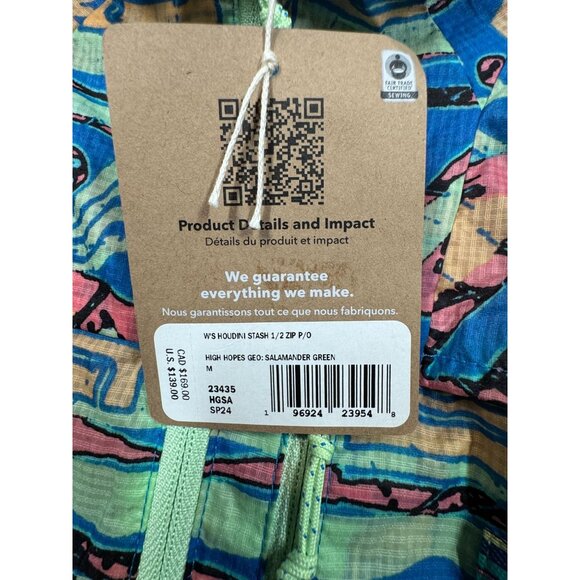 FAIR TRADE
CERTIFIED
SEWING
Product Details and Impact
Détails du produit et impact
We guarantee
everything we make.
Nous garantissons tout ce que nous fabriquons.
W'S HOUDINI STASH 1/2 ZIP P/O
HIGH HOPES GEO: SALAMANDER GREEN
M
23435
HGSA
SP24
CAD $169.00
U.S. $139.00
1 96924 23954 8